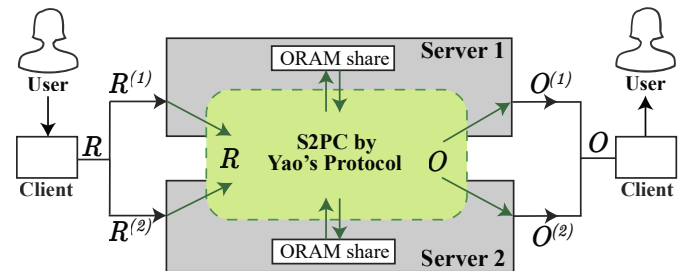 User
Client
R
R(1)
R(2)
Server 1
ORAM share
S2PC by
Yao's Protocol
R
O
ORAM share
Server 2
O(1)
O(2)
O
User
Client